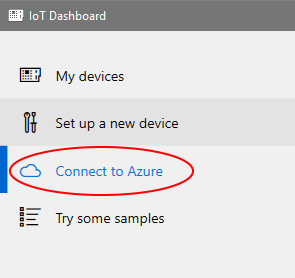 IoT Dashboard
My devices
Set up a new device
Connect to Azure
Try some samples